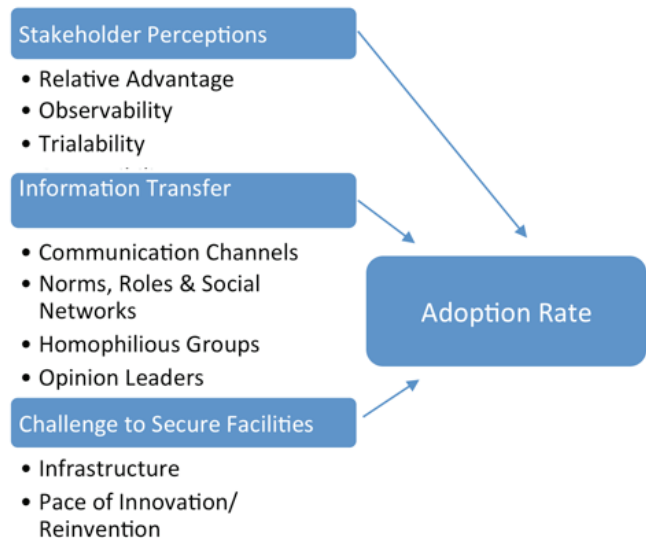 Stakeholder Perceptions
• Relative Advantage
• Observability
• Trialability
Information Transfer
• Communication Channels
• Norms, Roles & Social
Networks
• Homophilious Groups
• Opinion Leaders
Challenge to Secure Facilities
• Infrastructure
• Pace of Innovation/
Reinvention
Adoption Rate